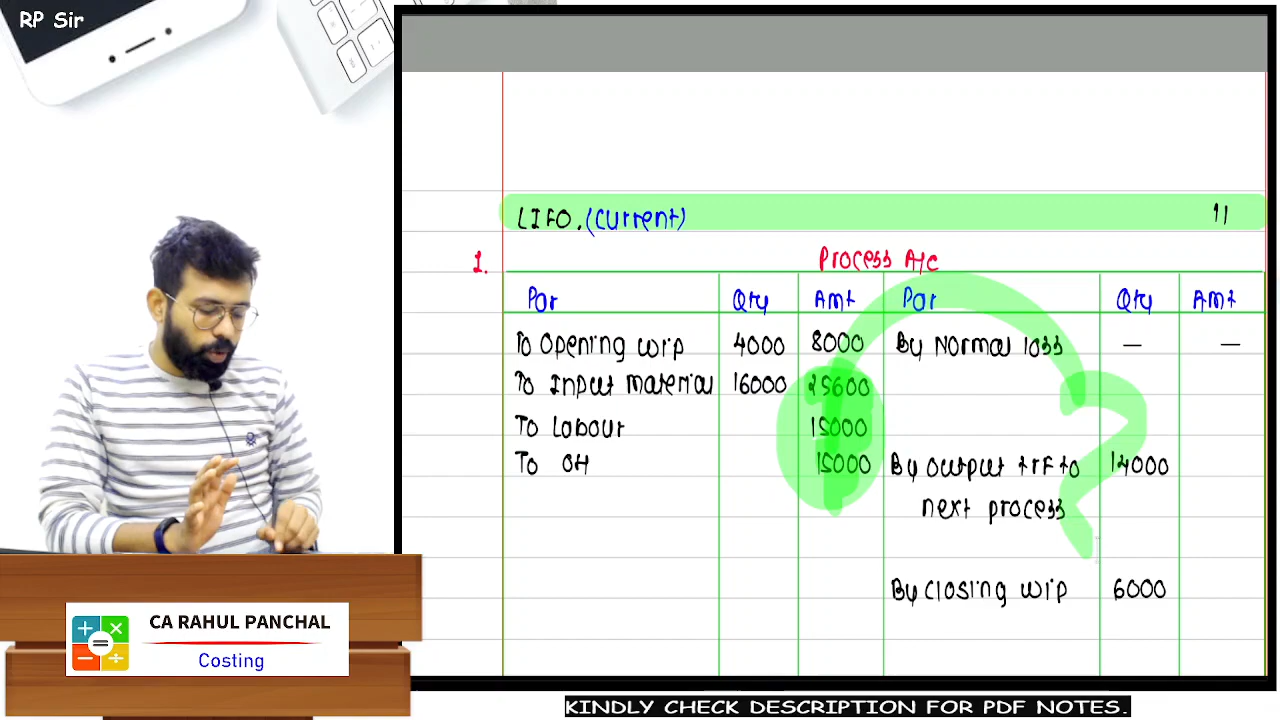 RP Sir
LIFO. (Current) 11
1. Process A/c
Par Qty Amt Par Qty Amt
To Opening wip 4000 8000 By Normal loss — —
To Input material 16000 25600
To Labour 15000
To OH 15000 By output trf to 14000
next process
By closing wip 6000
CA RAHUL PANCHAL
Costing
KINDLY CHECK DESCRIPTION FOR PDF NOTES.